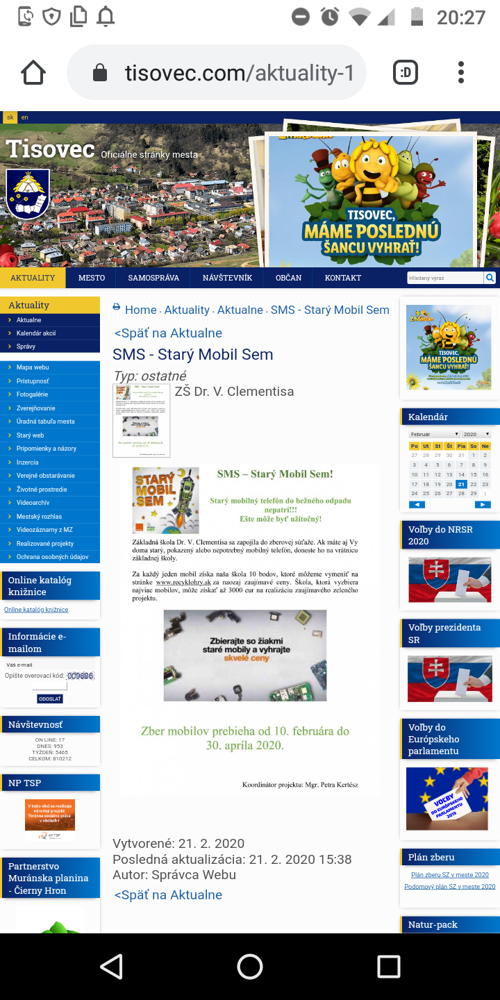 20:27
tisovec.com/aktuality-1
:D
sk en
Tisovec Oficiálne stránky mesta
TISOVEC,
MÁME POSLEDNÚ
ŠANCU VYHRAŤ!
AKTUALITY MESTO SAMOSPRÁVA NÁVŠTEVNÍK OBČAN KONTAKT
Hľadaný výraz
Aktuality
Aktualne
Kalendár akcií
Správy
Mapa webu
Prístupnosť
Fotogalérie
Zverejňovanie
Úradná tabuľa mesta
Starý web
Pripomienky a názory
Inzercia
Verejné obstarávanie
Životné prostredie
Videoarchív
Mestský rozhlas
Videozáznamy z MZ
Realizované projekty
Ochrana osobných údajov
Online katalóg
knižnice
Online katalóg knižnice
Informácie e-
mailom
Váš e-mail
Opíšte overovací kód: 009686
ODOSLAŤ
Návštevnosť
ON LINE: 17
DNES: 953
TÝŽDEŇ: 5465
CELKOM: 810212
NP TSP
V tejto obci sa realizuje
národný projekt
Terénna sociálna práca
v obciach I
NP TSP
Partnerstvo
Muránska planina
- Čierny Hron
Home . Aktuality . Aktualne . SMS - Starý Mobil Sem
<Späť na Aktualne
SMS - Starý Mobil Sem
Typ: ostatné
ZŠ Dr. V. Clementisa
STARÝ
MOBIL
SEM
SMS – Starý Mobil Sem!
Starý mobilný telefón do bežného odpadu
nepatrí!!!
Ešte môže byť užitočný!
Základná škola Dr. V. Clementisa sa zapojila do zberovej súťaže. Ak máte aj Vy
doma starý, pokazený alebo nepotrebný mobilný telefón, doneste ho na vrátnicu
základnej školy.
Za každý jeden mobil získa naša škola 10 bodov, ktoré môžeme vymeniť na
stránke www.recyklohry.sk za naozaj zaujímavé ceny. Škola, ktorá vyzbiera
najviac mobilov, môže získať až 3000 eur na realizáciu zaujímavého zeleného
projektu.
Zbierajte so žiakmi
staré mobily a vyhrajte
skvelé ceny
Zber mobilov prebieha od 10. februára do
30. apríla 2020.
Koordinátor projektu: Mgr. Petra Kertész
Vytvorené: 21. 2. 2020
Posledná aktualizácia: 21. 2. 2020 15:38
Autor: Správca Webu
<Späť na Aktualne
TISOVEC,
MÁME POSLEDNÚ
ŠANCU VYHRAŤ!
Kalendár
Február 2020
Po Ut St Št Pia So Ne
27 28 29 30 31 1 2
3 4 5 6 7 8 9
10 11 12 13 14 15 16
17 18 19 20 21 22 23
24 25 26 27 28 29 1
Voľby do NRSR
2020
Voľby prezidenta
SR
Voľby do
Európskeho
parlamentu
VOĽBY
DO EURÓPSKEHO
PARLAMENTU
2019
Plán zberu
Plán zberu SZ v meste 2020
Podomový plán SZ v meste 2020
Natur-pack